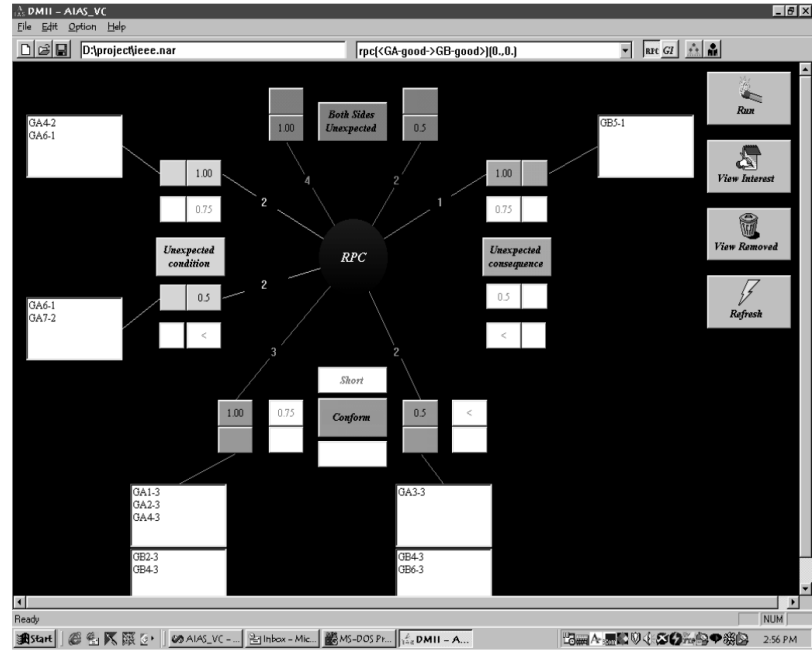 DMII - AIAS_VC
File Edit Option Help
D:\project\ieee.nar
rpc(<GA-good->GB-good>)(0.,0.)
RPC GI
GA4-2
GA6-1
1.00
Both Sides
Unexpected
0.5
GB5-1
Run
1.00
4
2
1
1.00
2
0.75
0.75
View Interest
RPC
Unexpected
condition
Unexpected
consequence
View Removed
2
GA6-1
GA7-2
0.5
0.5
<
<
Refresh
3
2
Short
1.00
0.75
Conform
0.5
<
GA1-3
GA2-3
GA4-3
GA3-3
GB2-3
GB4-3
GB4-3
GB6-3
Ready
NUM
Start
AIAS_VC - ...
Inbox - Mic...
MS-DOS Pr...
DMII - A...
2:56 PM